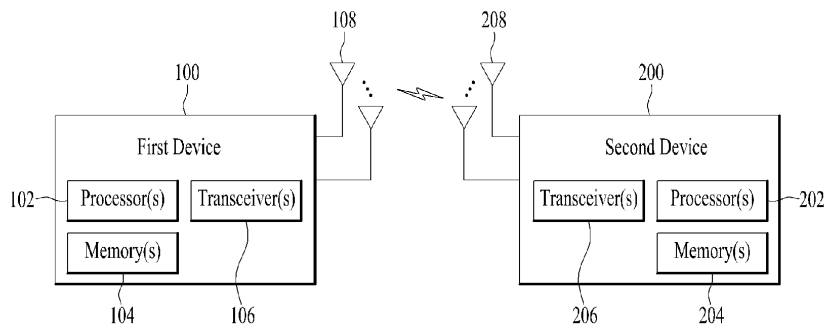 108
208
100
200
First Device
Second Device
102
Processor(s)
Transceiver(s)
Transceiver(s)
Processor(s)
202
Memory(s)
Memory(s)
104
106
206
204